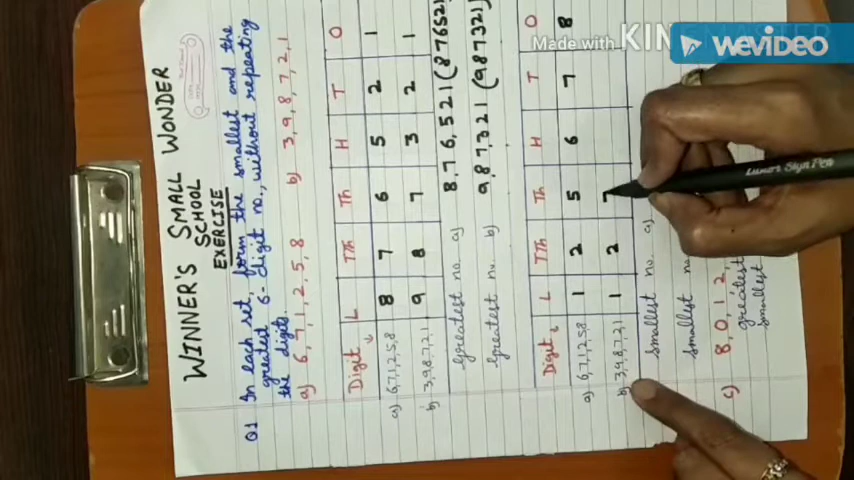 WINNER'S SMALL WONDER
SCHOOL
EXERCISE
Q1 In each set, form the smallest and the
greatest 6-digit no., without repeating
the digits.
a) 6,7,1,2,5,8 b) 3,9,8,7,2,1
Digit L TTh Th H T O
a) 6,7,1,2,5,8 8 7 6 5 2 1
b) 3,9,8,7,2,1 9 8 7 3 2 1
Greatest no. a) 8,76,521 (876521
Greatest no. b) 9,87,321 (987321)
Digit L TTh Th H T O
a) 6,7,1,2,5,8 1 2 5 6 7 8
b) 3,9,8,7,2,1 1 2 7
smallest no. a)
smallest no.
c) 8,0,12,
greatest
smallest
Made with KINEMASTER
wevideo